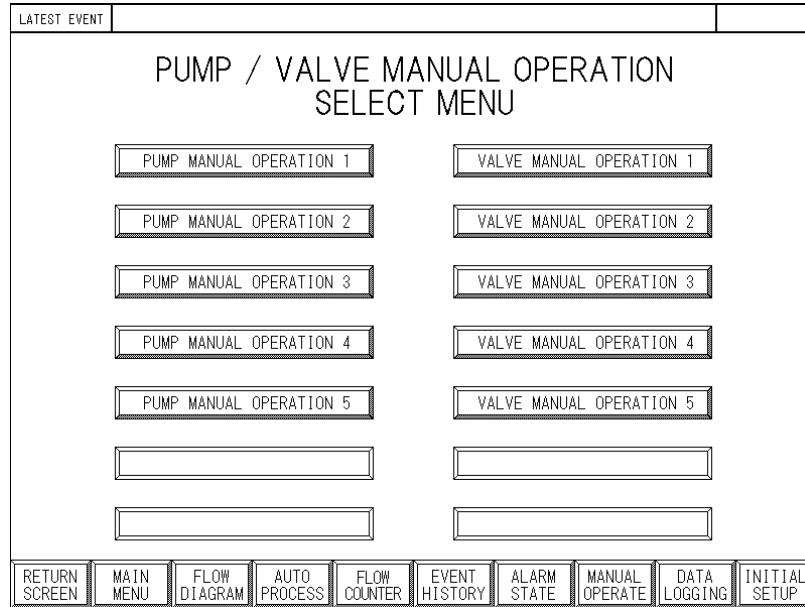 LATEST EVENT
PUMP / VALVE MANUAL OPERATION
SELECT MENU
PUMP MANUAL OPERATION 1
VALVE MANUAL OPERATION 1
PUMP MANUAL OPERATION 2
VALVE MANUAL OPERATION 2
PUMP MANUAL OPERATION 3
VALVE MANUAL OPERATION 3
PUMP MANUAL OPERATION 4
VALVE MANUAL OPERATION 4
PUMP MANUAL OPERATION 5
VALVE MANUAL OPERATION 5
RETURN
SCREEN
MAIN
MENU
FLOW
DIAGRAM
AUTO
PROCESS
FLOW
COUNTER
EVENT
HISTORY
ALARM
STATE
MANUAL
OPERATE
DATA
LOGGING
INITIAL
SETUP